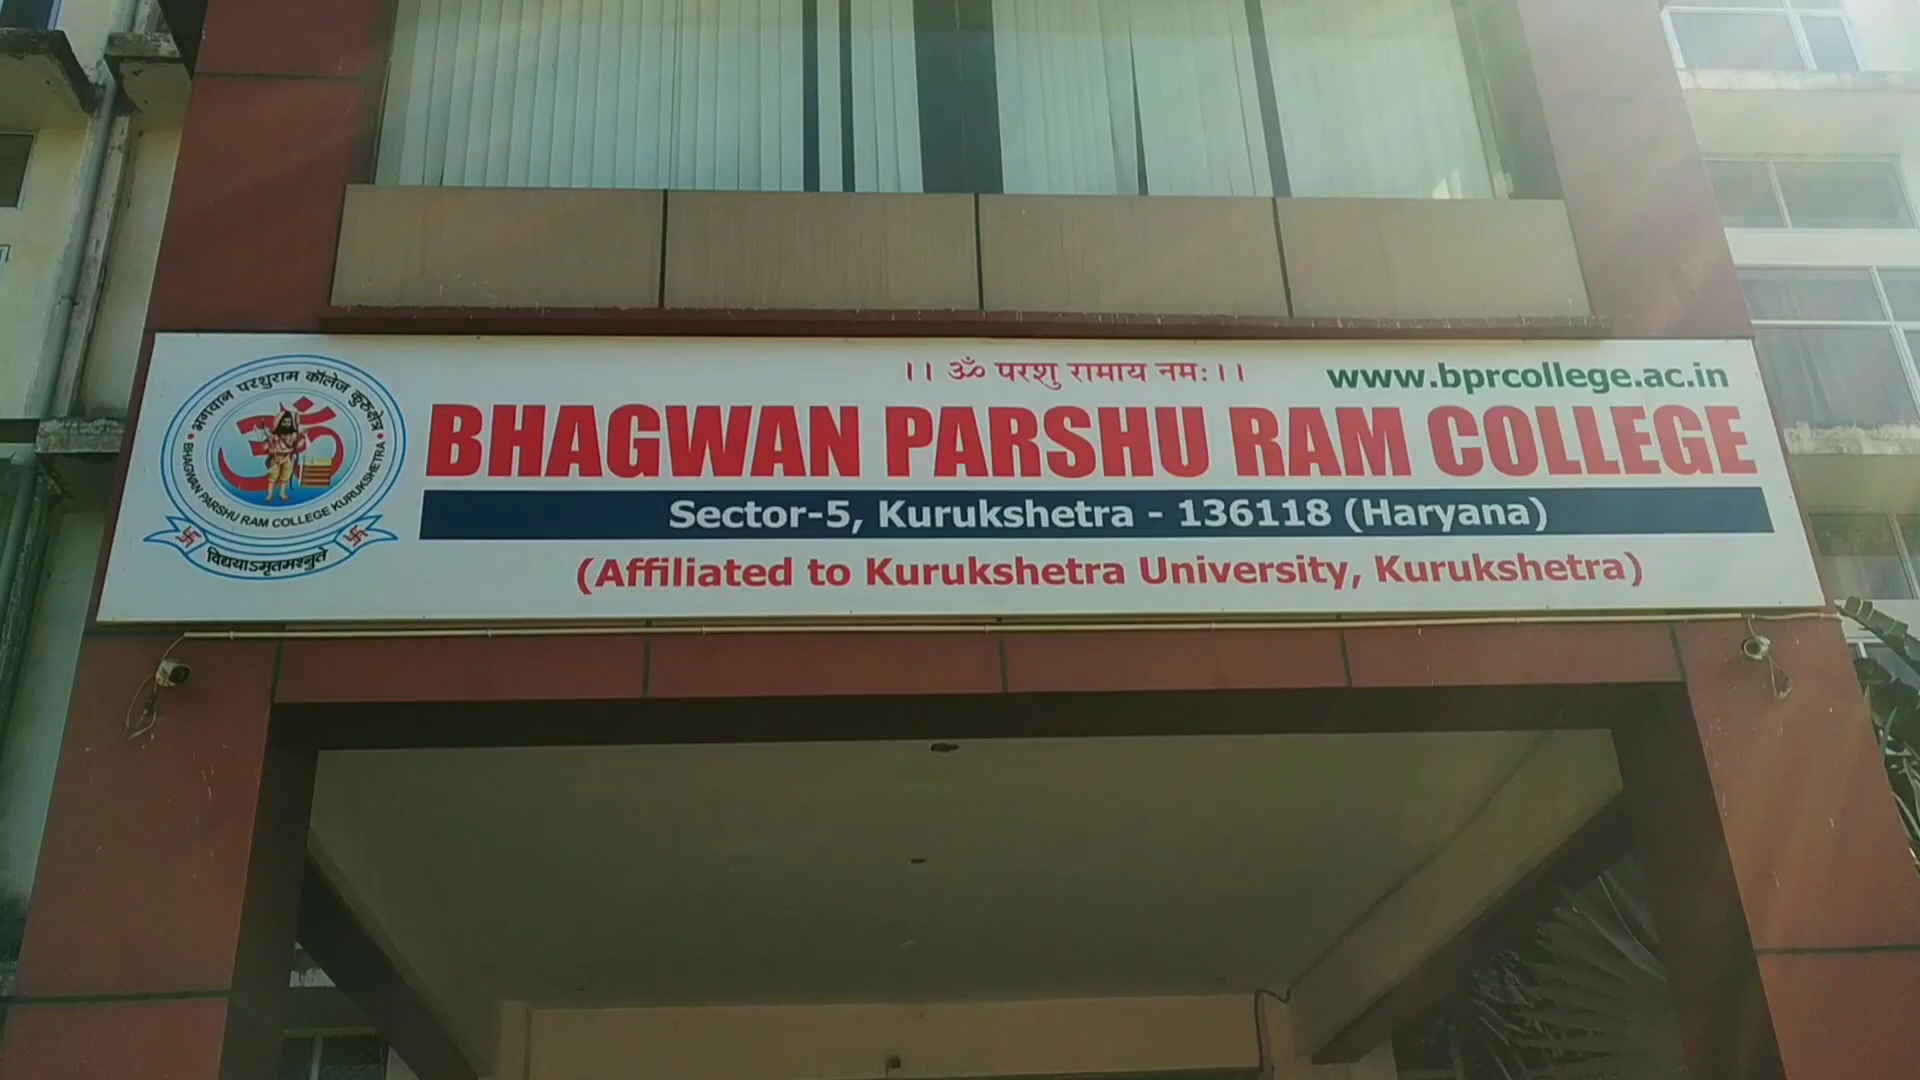 ।। ॐ परशु रामाय नमः।।
www.bprcollege.ac.in
BHAGWAN PARSHU RAM COLLEGE
Sector-5, Kurukshetra - 136118 (Haryana)
(Affiliated to Kurukshetra University, Kurukshetra)
भगवान परशुराम कॉलेज कुरुक्षेत्र
ॐ
• BHAGWAN PARSHU RAM COLLEGE KURUKSHETRA •
विद्ययाऽमृतमश्नुते